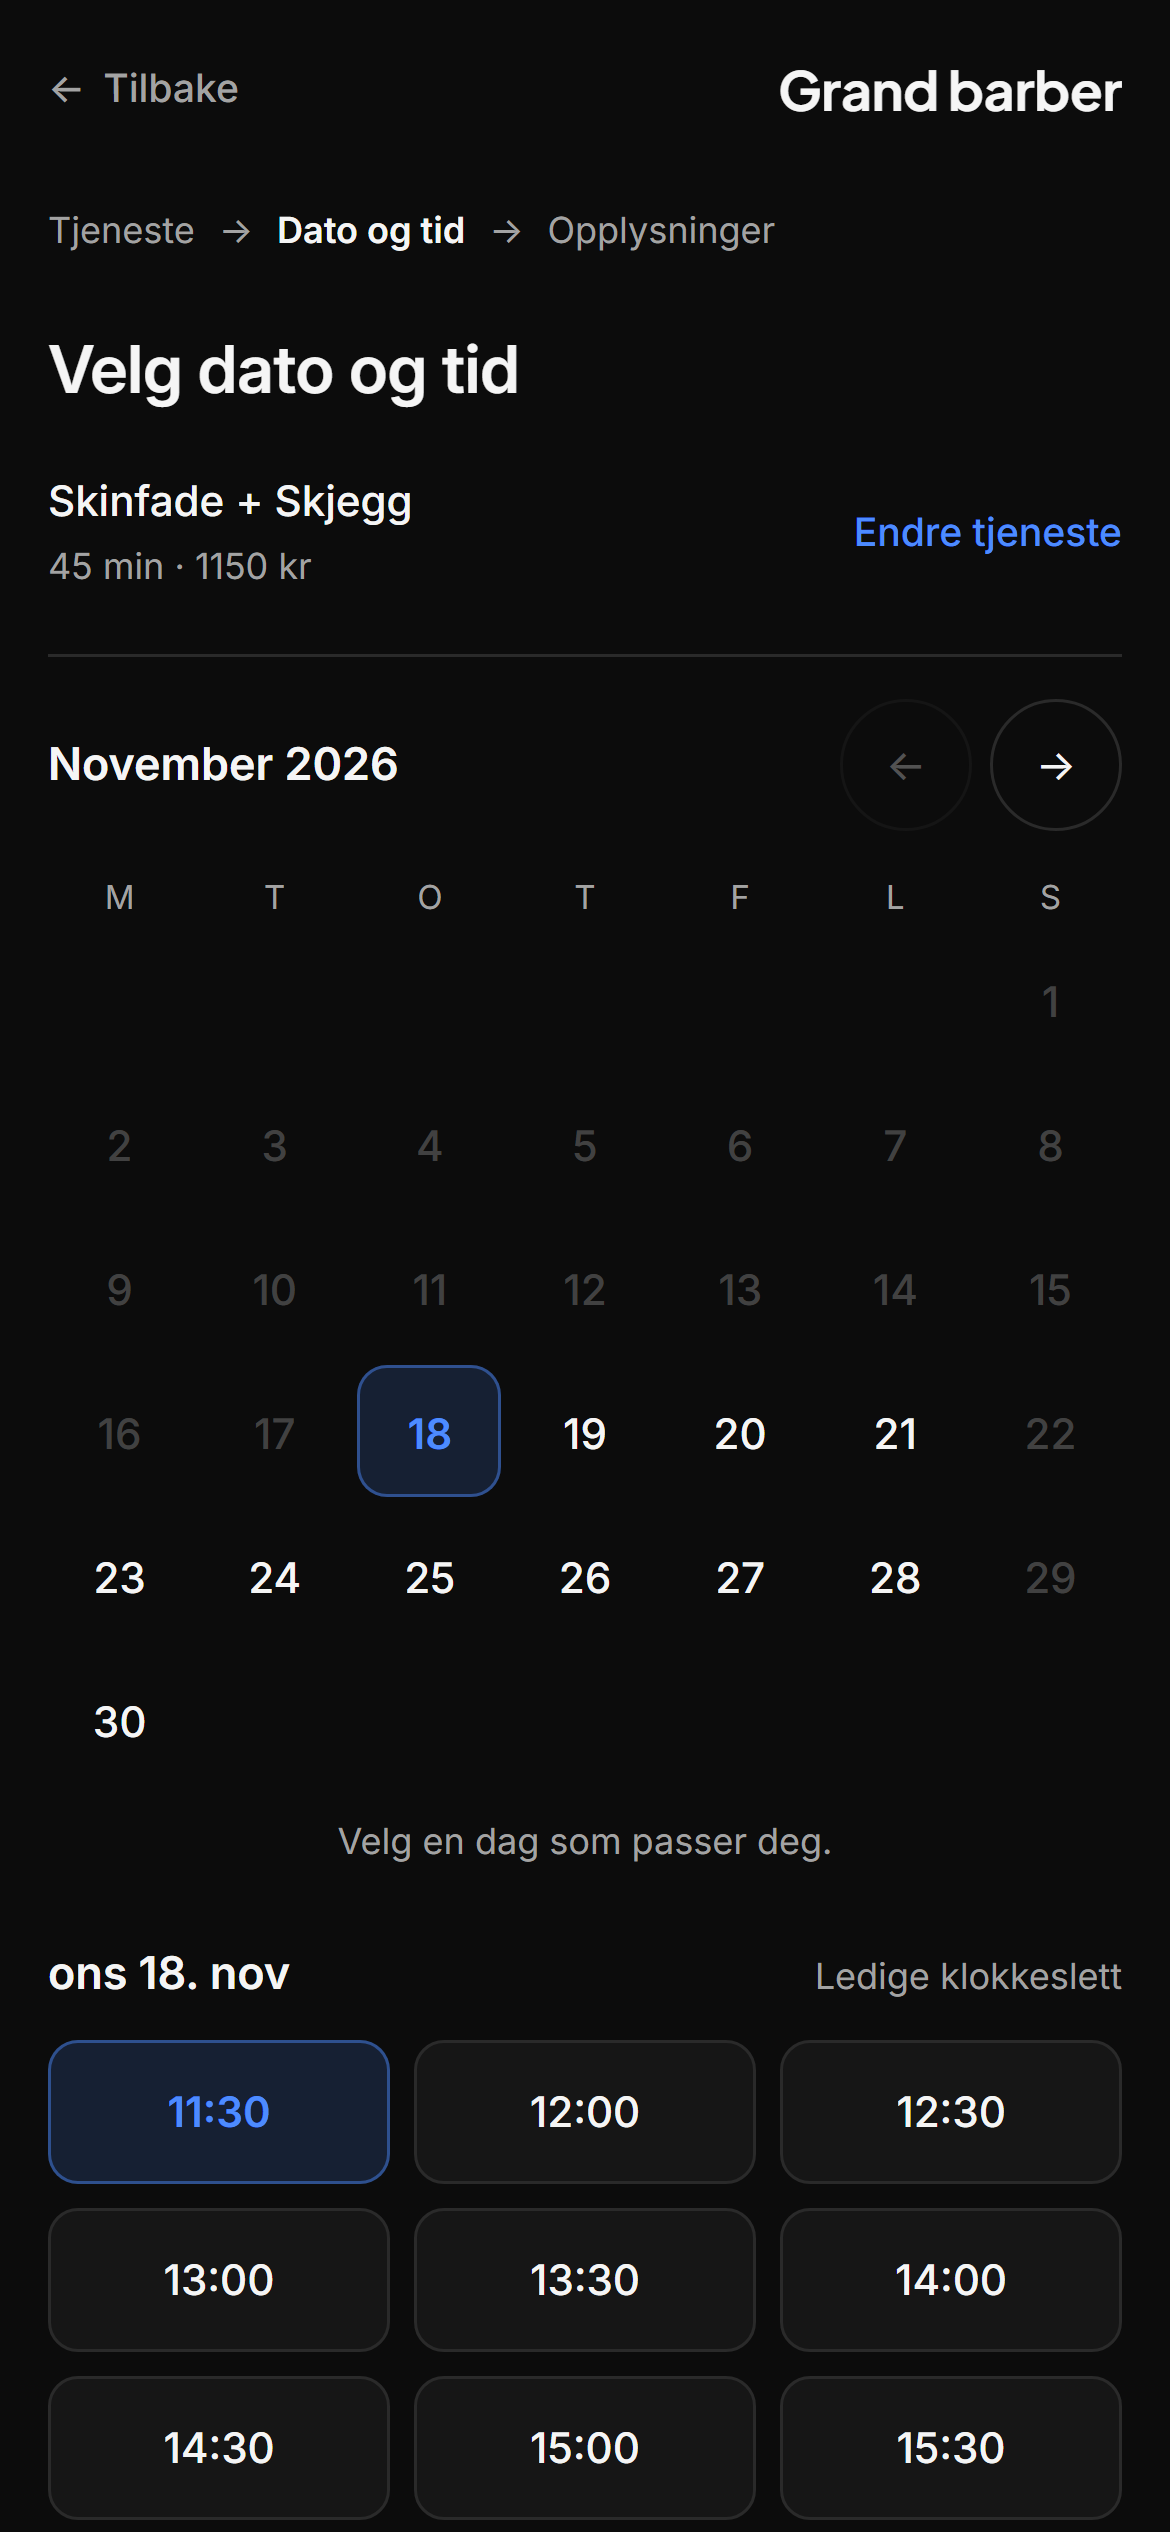 ← Tilbake Grand barber
Tjeneste → Dato og tid → Opplysninger
Velg dato og tid
Skinfade + Skjegg
45 min · 1150 kr
Endre tjeneste
November 2026 ← →
M T O T F L S
1
2 3 4 5 6 7 8
9 10 11 12 13 14 15
16 17 18 19 20 21 22
23 24 25 26 27 28 29
30
Velg en dag som passer deg.
ons 18. nov Ledige klokkeslett
11:30 12:00 12:30
13:00 13:30 14:00
14:30 15:00 15:30